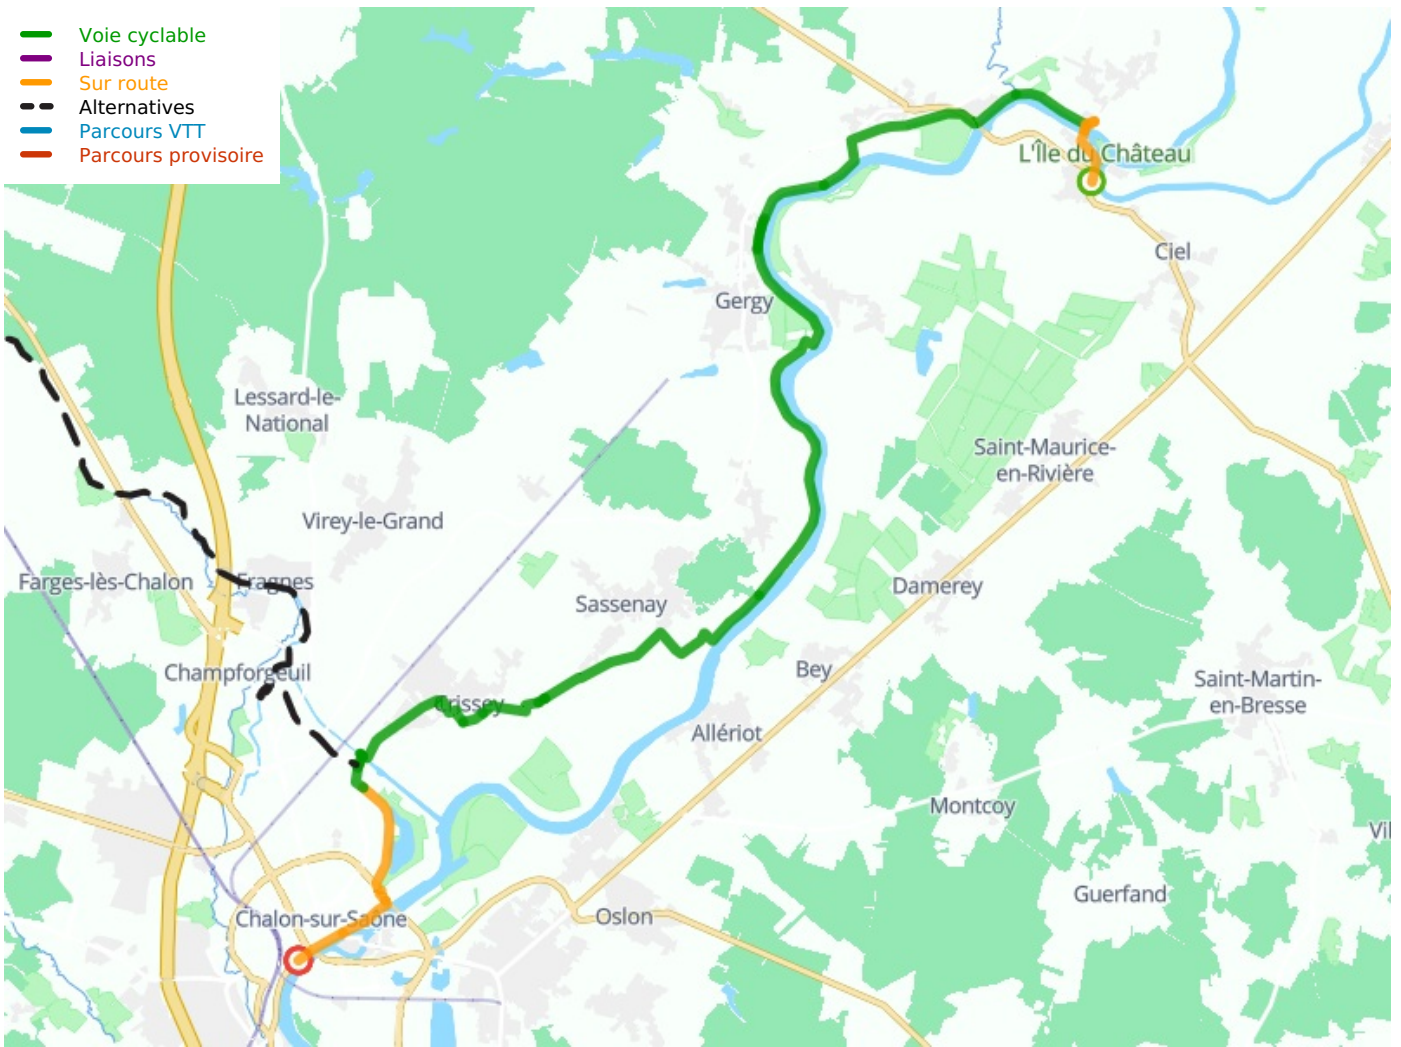 Voie cyclable
Liaisons
Sur route
Alternatives
Parcours VTT
Parcours provisoire
L'Île du Château
Ciel
Gergy
Lessard-le-
National
Saint-Maurice-
en-Rivière
Virey-le-Grand
Farges-lès-Chalon
Fragnes
Damerey
Sassenay
Champforgeuil
Bey
Saint-Martin-
en-Bresse
Crissey
Allériot
Montcoy
Vil
Guerfand
Chalon-sur-Saône
Oslon